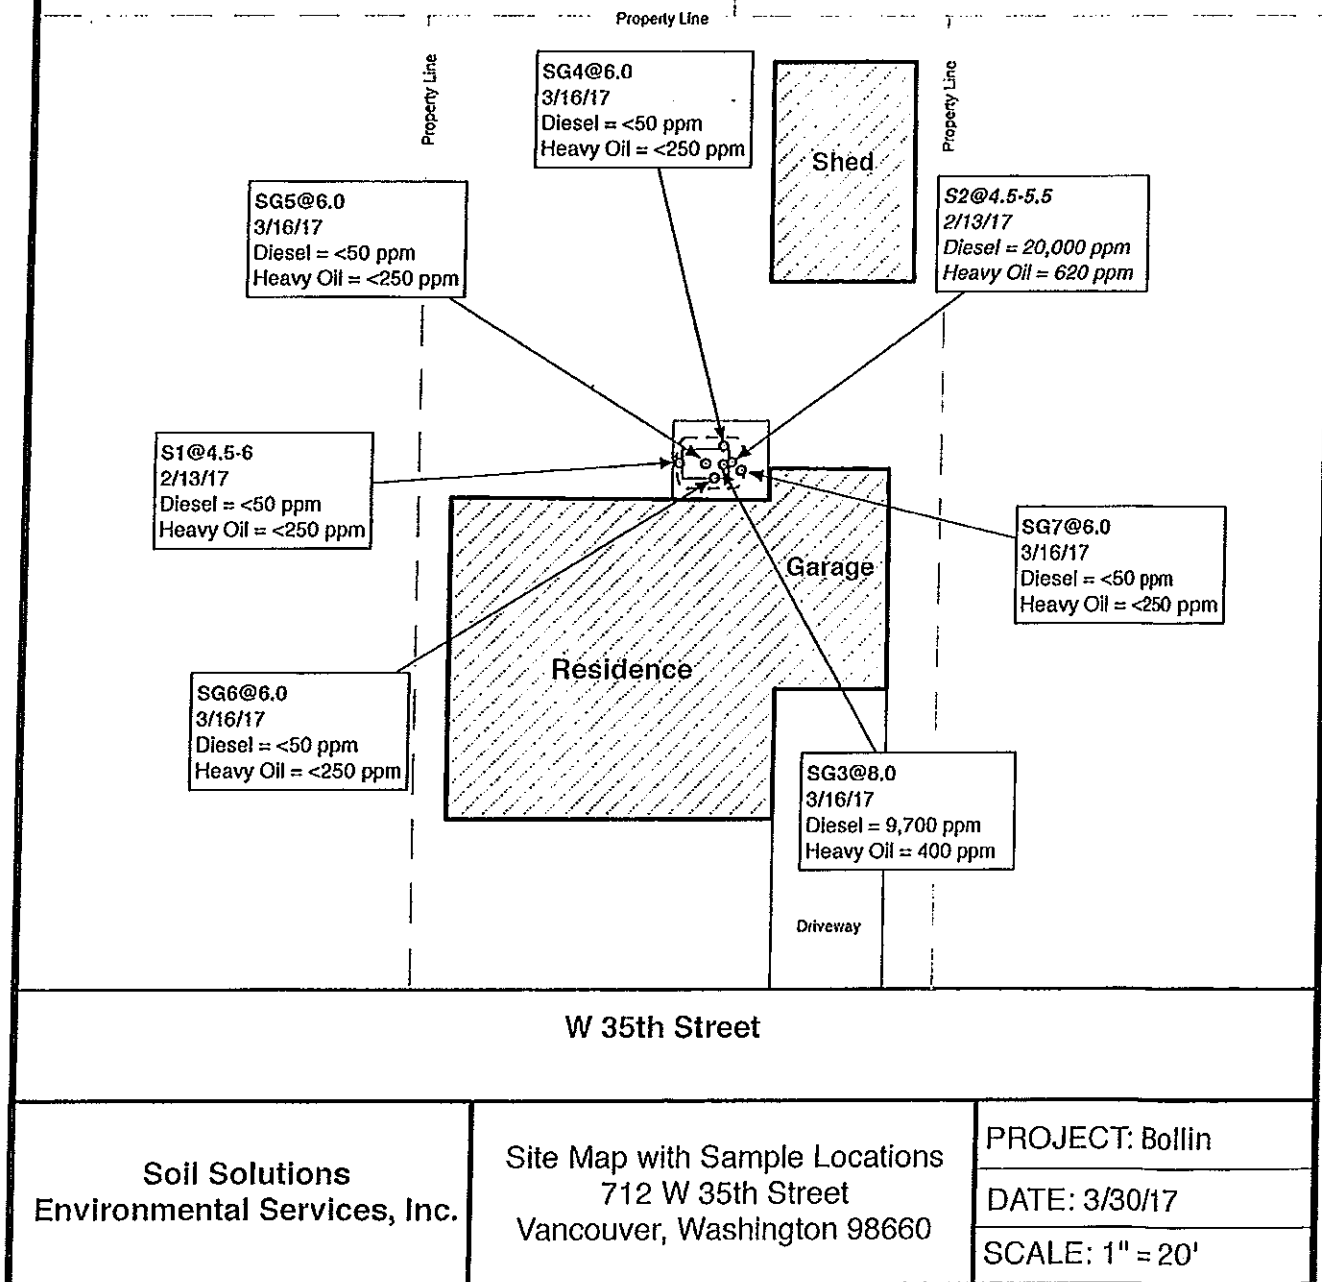 Property Line
Property Line
Property Line
SG4@6.0
3/16/17
Diesel = <50 ppm
Heavy Oil = <250 ppm
Shed
SG5@6.0
3/16/17
Diesel = <50 ppm
Heavy Oil = <250 ppm
S2@4.5-5.5
2/13/17
Diesel = 20,000 ppm
Heavy Oil = 620 ppm
S1@4.5-6
2/13/17
Diesel = <50 ppm
Heavy Oil = <250 ppm
SG7@6.0
3/16/17
Diesel = <50 ppm
Heavy Oil = <250 ppm
Garage
Residence
SG6@6.0
3/16/17
Diesel = <50 ppm
Heavy Oil = <250 ppm
SG3@8.0
3/16/17
Diesel = 9,700 ppm
Heavy Oil = 400 ppm
Driveway
W 35th Street
Soil Solutions
Environmental Services, Inc.
Site Map with Sample Locations
712 W 35th Street
Vancouver, Washington 98660
PROJECT: Bollin
DATE: 3/30/17
SCALE: 1" = 20'